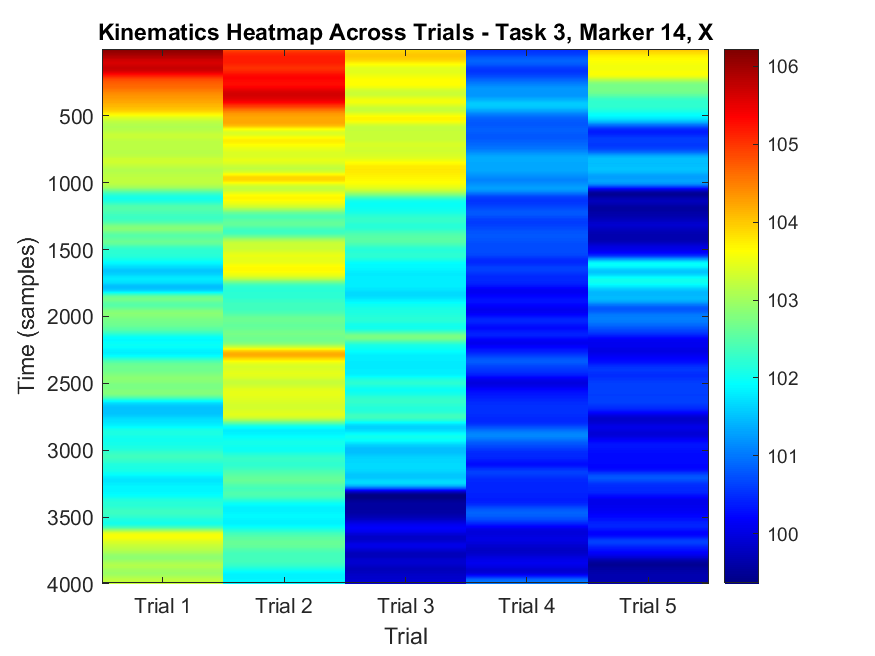 Kinematics Heatmap Across Trials - Task 3, Marker 14, X
Time (samples)
500
1000
1500
2000
2500
3000
3500
4000
Trial 1
Trial 2
Trial 3
Trial 4
Trial 5
Trial
106
105
104
103
102
101
100